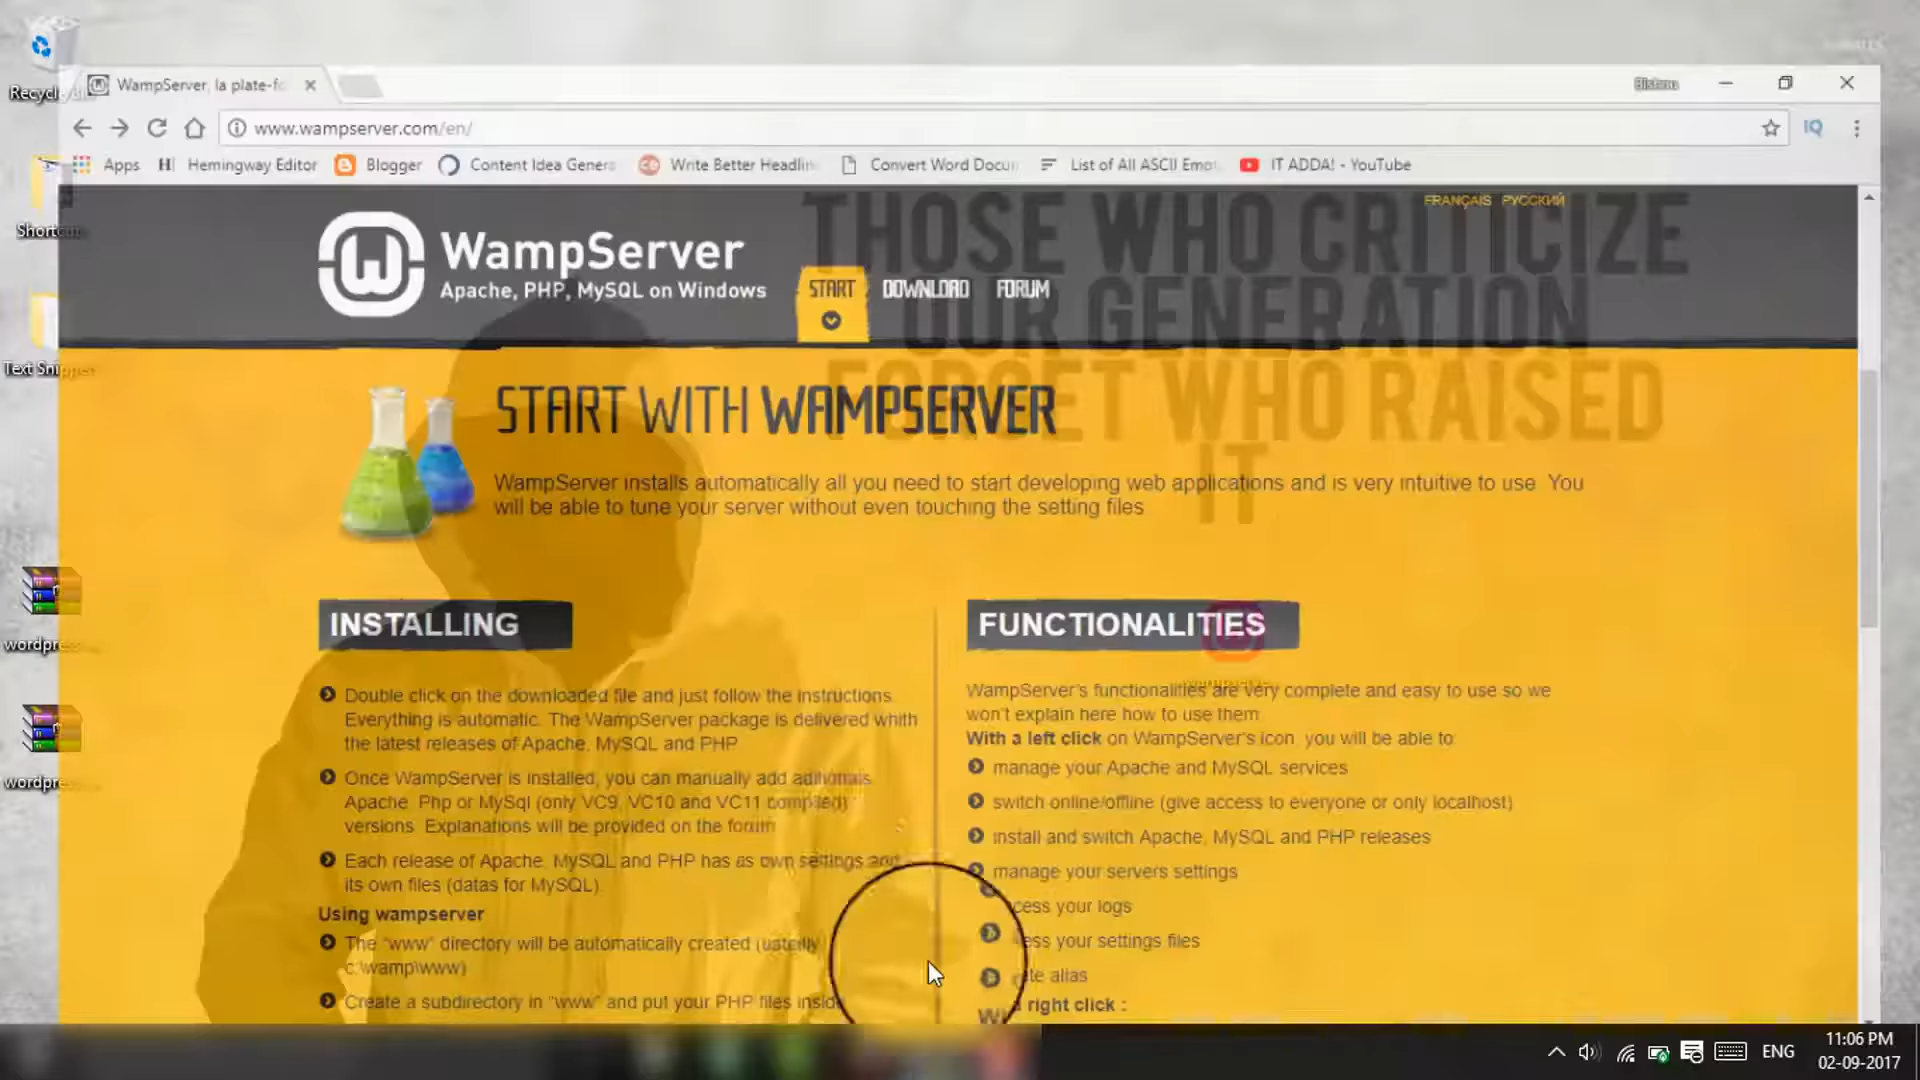 WampServer, la plate-fo
Bishnu
www.wampserver.com/en/
Apps
Hemingway Editor
Blogger
Content Idea Genera
Write Better Headlin
Convert Word Docu
List of All ASCII Emot
IT ADDA! - YouTube
FRANÇAIS РУССКИЙ
WampServer
Apache, PHP, MySQL on Windows
START
DOWNLOAD
FORUM
THOSE WHO CRITICIZE
OUR GENERATION
FORGET WHO RAISED
IT
START WITH WAMPSERVER
WampServer installs automatically all you need to start developing web applications and is very intuitive to use. You
will be able to tune your server without even touching the setting files.
INSTALLING
Double click on the downloaded file and just follow the instructions.
Everything is automatic. The WampServer package is delivered whith
the latest releases of Apache, MySQL and PHP.
Once WampServer is installed, you can manually add aditionals
Apache, Php or MySql (only VC9, VC10 and VC11 compiled)
versions. Explanations will be provided on the forum.
Each release of Apache, MySQL and PHP has its own settings and
its own files (datas for MySQL).
Using wampserver
The "www" directory will be automatically created (usually
c:\wamp\www)
Create a subdirectory in "www" and put your PHP files inside.
FUNCTIONALITIES
WampServer's functionalities are very complete and easy to use so we
won't explain here how to use them.
With a left click on WampServer's icon, you will be able to:
manage your Apache and MySQL services
switch online/offline (give access to everyone or only localhost)
install and switch Apache, MySQL and PHP releases
manage your servers settings
cess your logs
ess your settings files
te alias
right click :
Recycle Bin
Text Snippet
wordpress
wordpress
wampserve
ENG
11:06 PM
02-09-2017